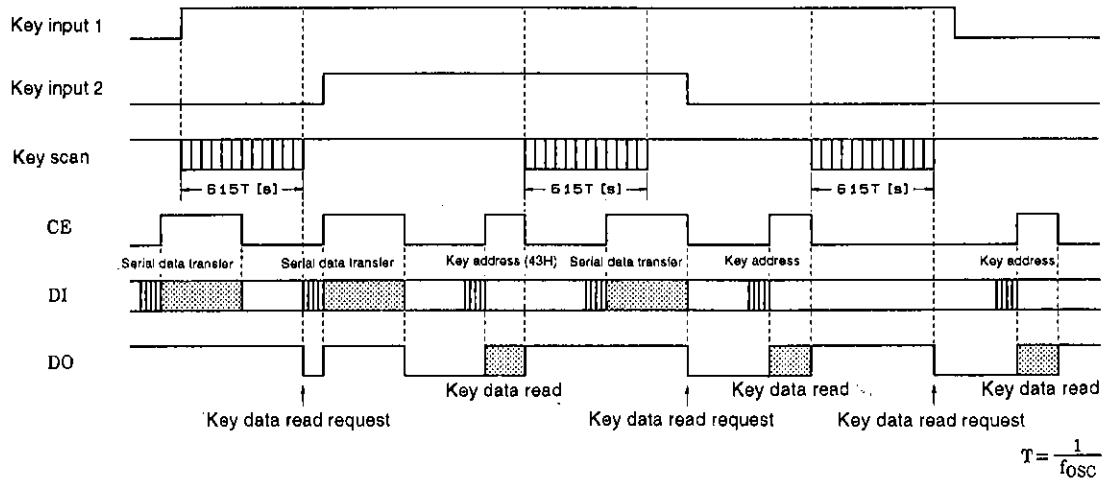 Key input 1
Key input 2
Key scan
615T [s] 615T [s] 615T [s]
CE
Serial data transfer Serial data transfer Key address (43H) Serial data transfer Key address Key address
DI
DO
Key data read Key data read Key data read
Key data read request Key data read request Key data read request
T = 1 / fOSC